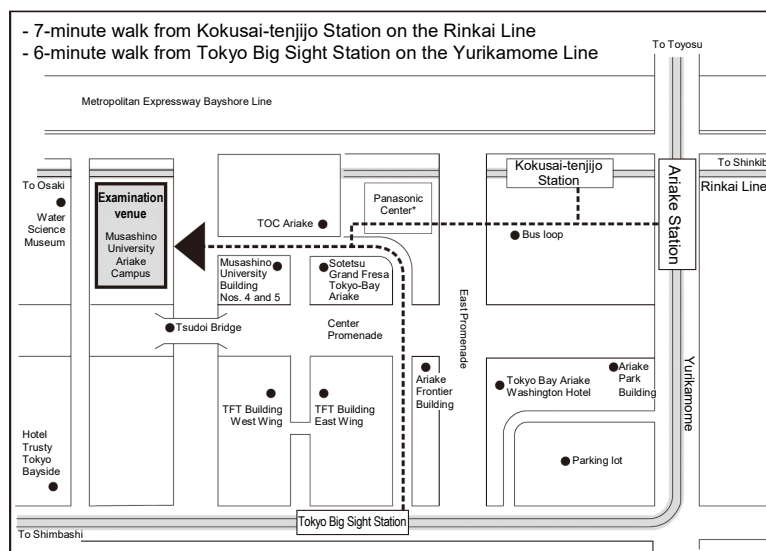 - 7-minute walk from Kokusai-tenjijo Station on the Rinkai Line
- 6-minute walk from Tokyo Big Sight Station on the Yurikamome Line
To Toyosu
Metropolitan Expressway Bayshore Line
Kokusai-tenjijo
Station
To Shinkib
Rinkai Line
Ariake Station
To Osaki
Water
Science
Museum
Examination
venue
Musashino
University
Ariake
Campus
TOC Ariake
Panasonic
Center*
Bus loop
Musashino
University
Building
Nos. 4 and 5
Sotetsu
Grand Fresa
Tokyo-Bay
Ariake
East Promenade
Tsudoi Bridge
Center
Promenade
Yurikamome
Ariake
Frontier
Building
Tokyo Bay Ariake
Washington Hotel
Ariake
Park
Building
TFT Building
West Wing
TFT Building
East Wing
Hotel
Trusty
Tokyo
Bayside
Parking lot
Tokyo Big Sight Station
To Shimbashi